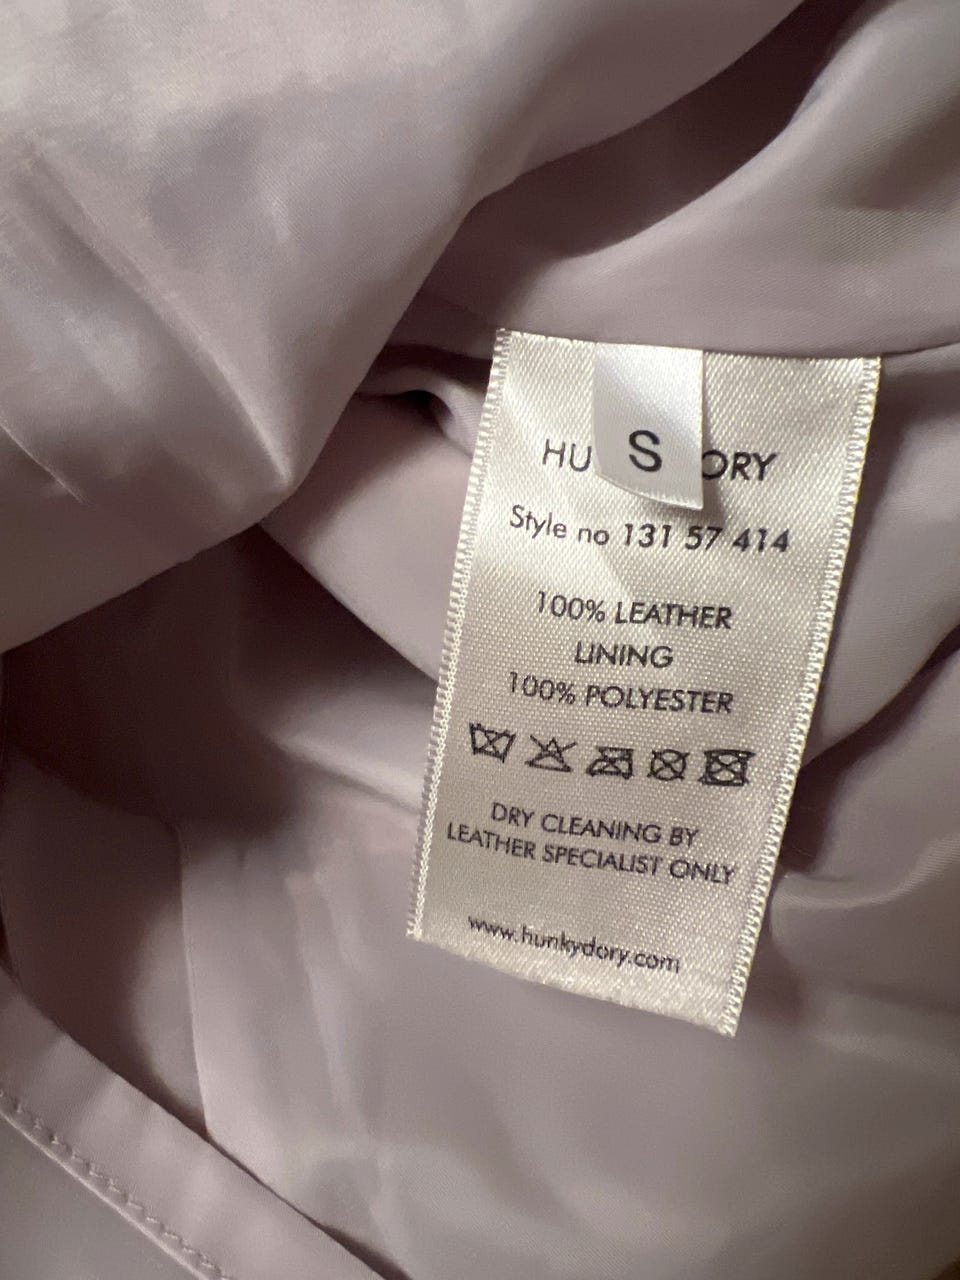 S
HU ORY
Style no 131 57 414
100% LEATHER
LINING
100% POLYESTER
DRY CLEANING BY
LEATHER SPECIALIST ONLY
www.hunkydory.com